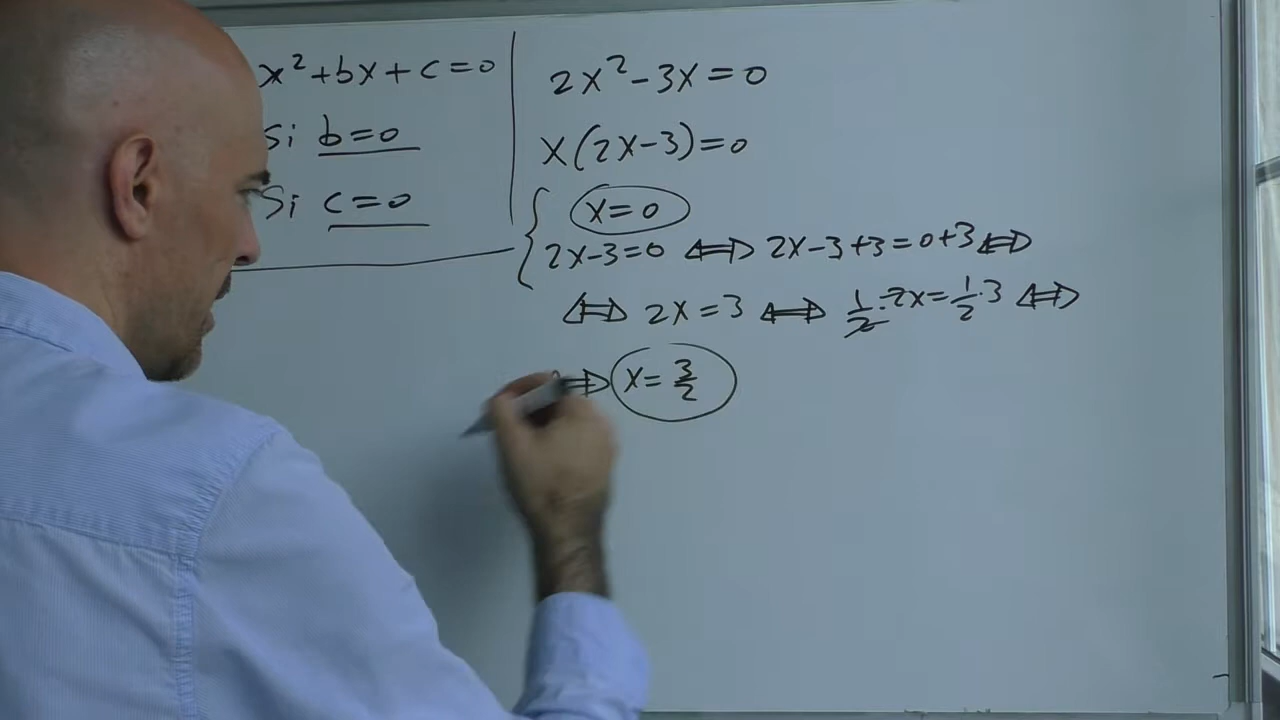 x²+bx+c=0
Si b=0
Si c=0
2x²-3x=0
x(2x-3)=0
x=0
2x-3=0 ⟺ 2x-3+3=0+3 ⟺
⟺ 2x=3 ⟺ 1/2·2x=1/2·3 ⟺
⟹ x=3/2